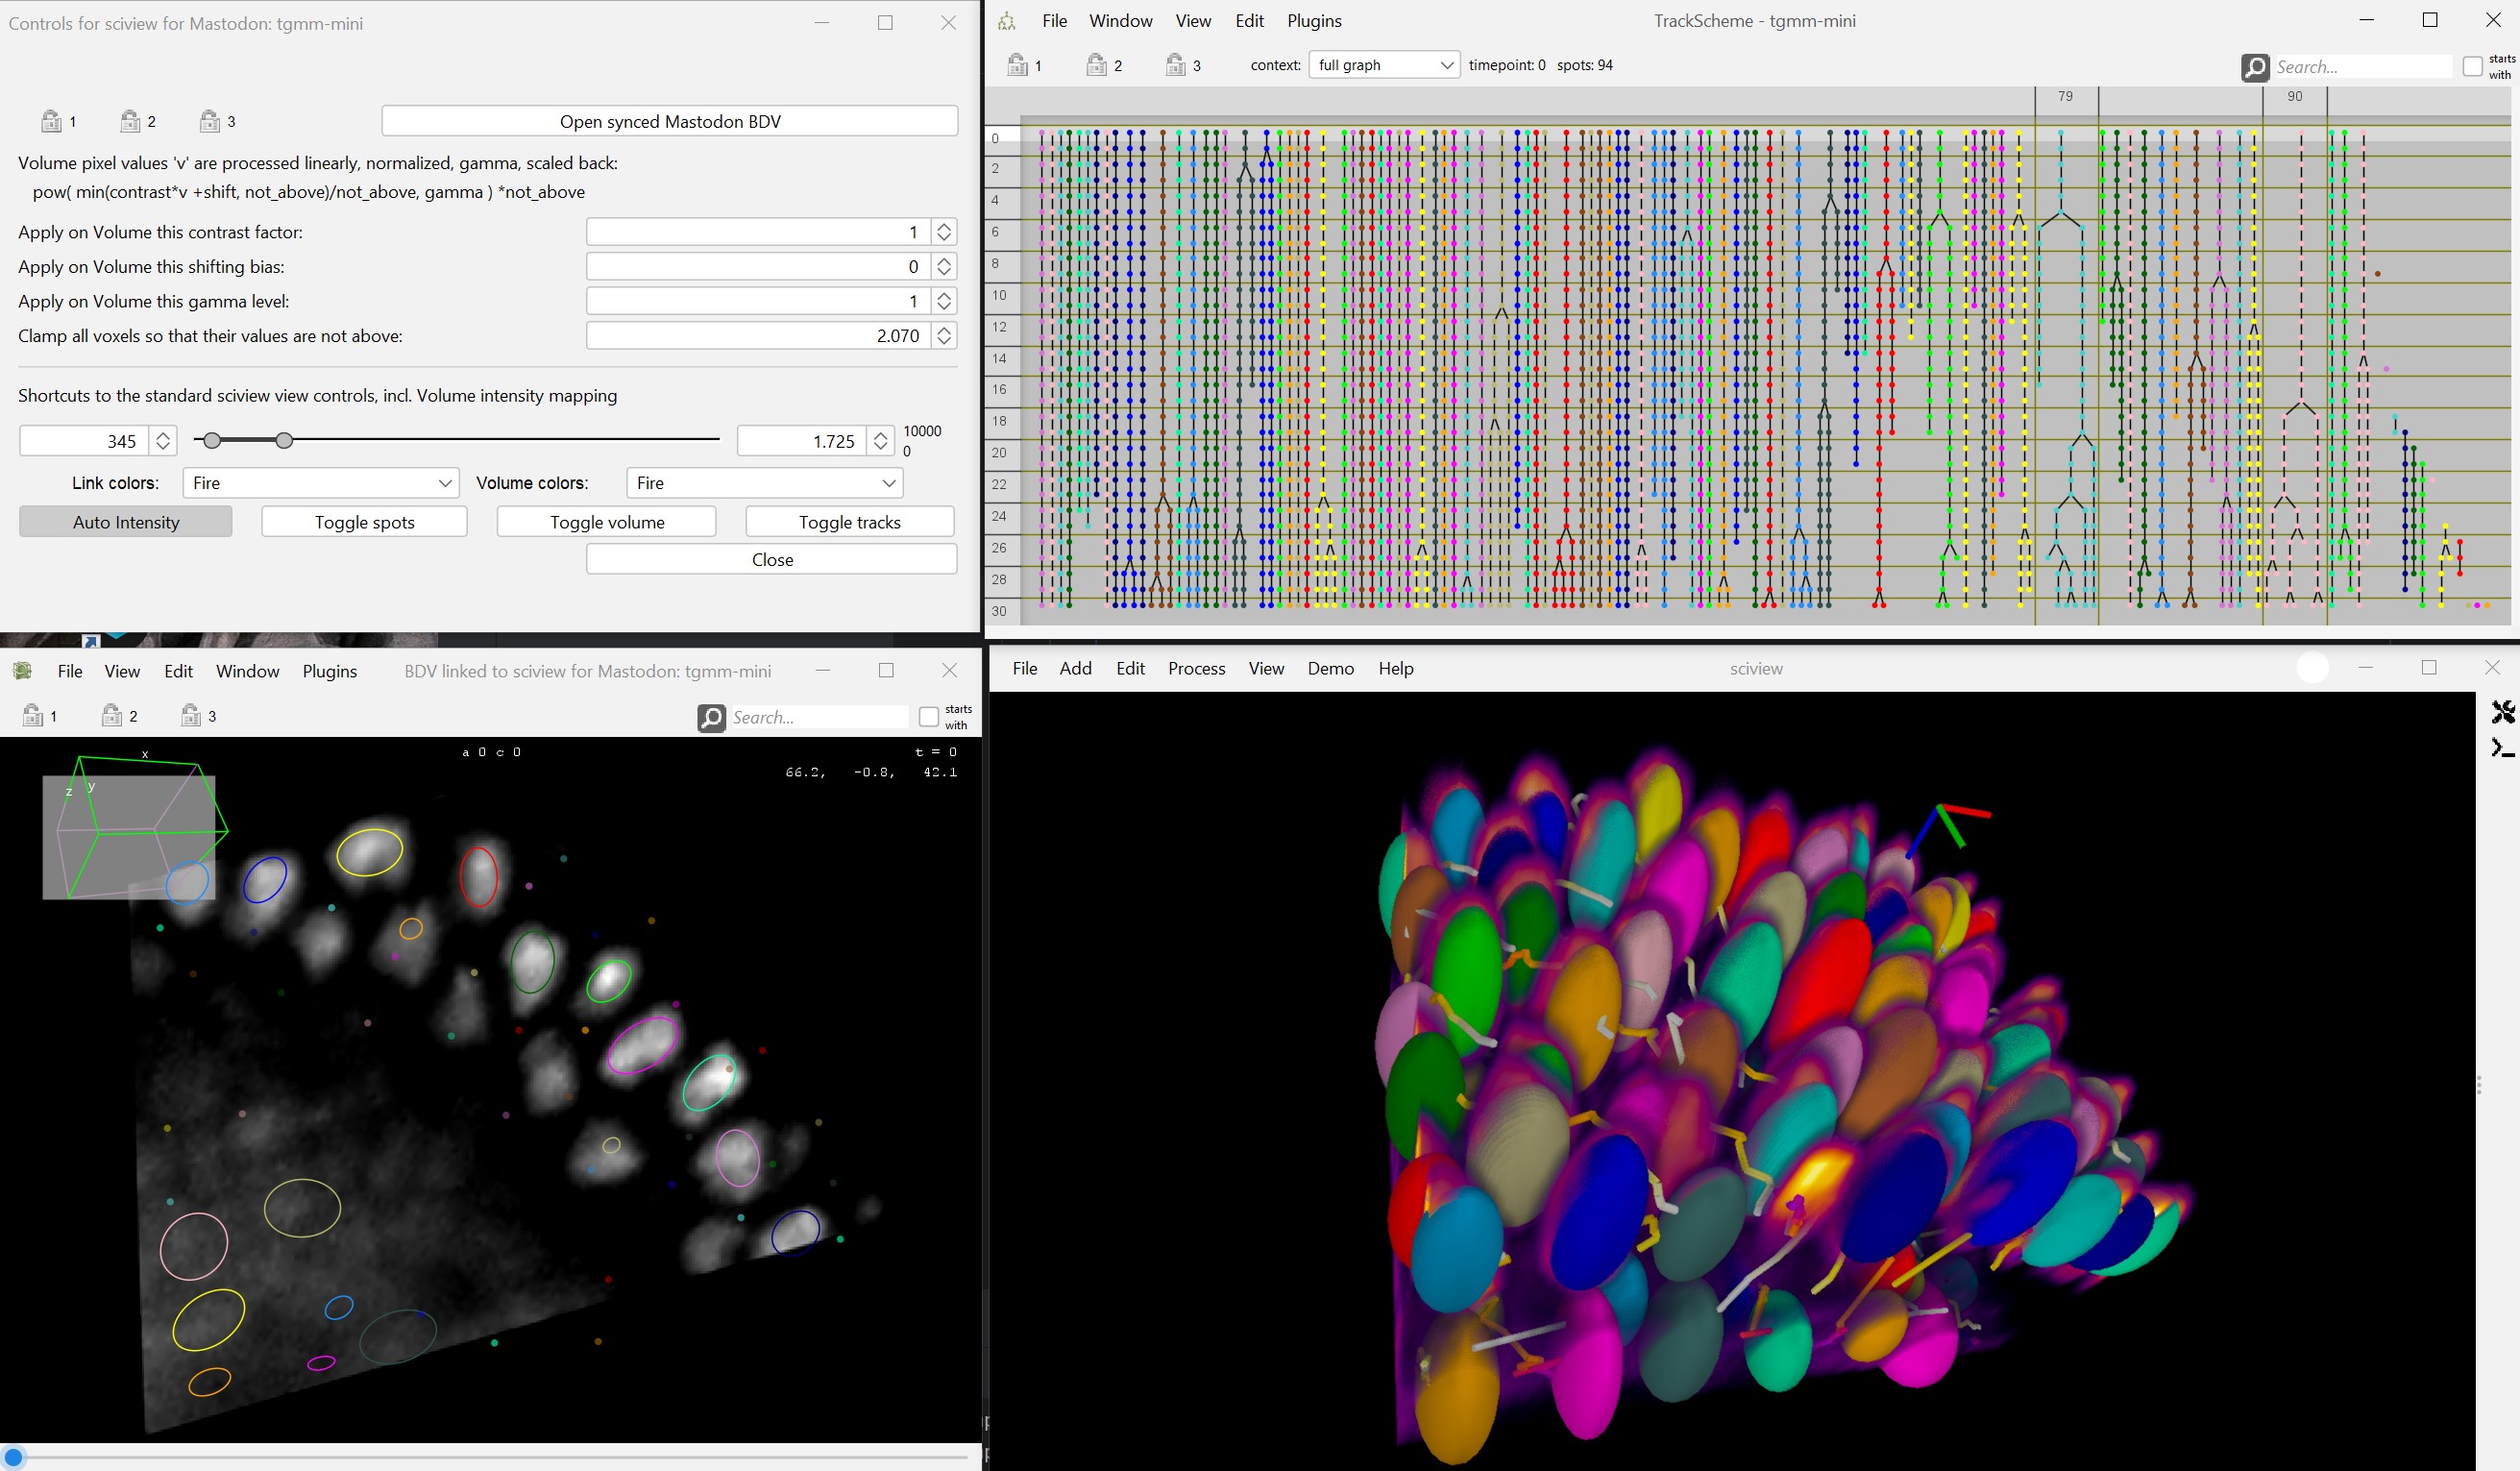 Controls for sciview for Mastodon: tgmm-mini
1 2 3 Open synced Mastodon BDV
Volume pixel values 'v' are processed linearly, normalized, gamma, scaled back:
pow( min(contrast*v +shift, not_above)/not_above, gamma ) *not_above
Apply on Volume this contrast factor: 1
Apply on Volume this shifting bias: 0
Apply on Volume this gamma level: 1
Clamp all voxels so that their values are not above: 2.070
Shortcuts to the standard sciview view controls, incl. Volume intensity mapping
345 1.725 10000
0
Link colors: Fire Volume colors: Fire
Auto Intensity Toggle spots Toggle volume Toggle tracks
Close
File Window View Edit Plugins TrackScheme - tgmm-mini
1 2 3 context: full graph timepoint: 0 spots: 94 Search... starts with
79 90
0
2
4
6
8
10
12
14
16
18
20
22
24
26
28
30
File View Edit Window Plugins BDV linked to sciview for Mastodon: tgmm-mini
1 2 3 Search... starts with
x a 0 c 0 t = 0
66.2, -0.8, 42.1
z y
File Add Edit Process View Demo Help sciview